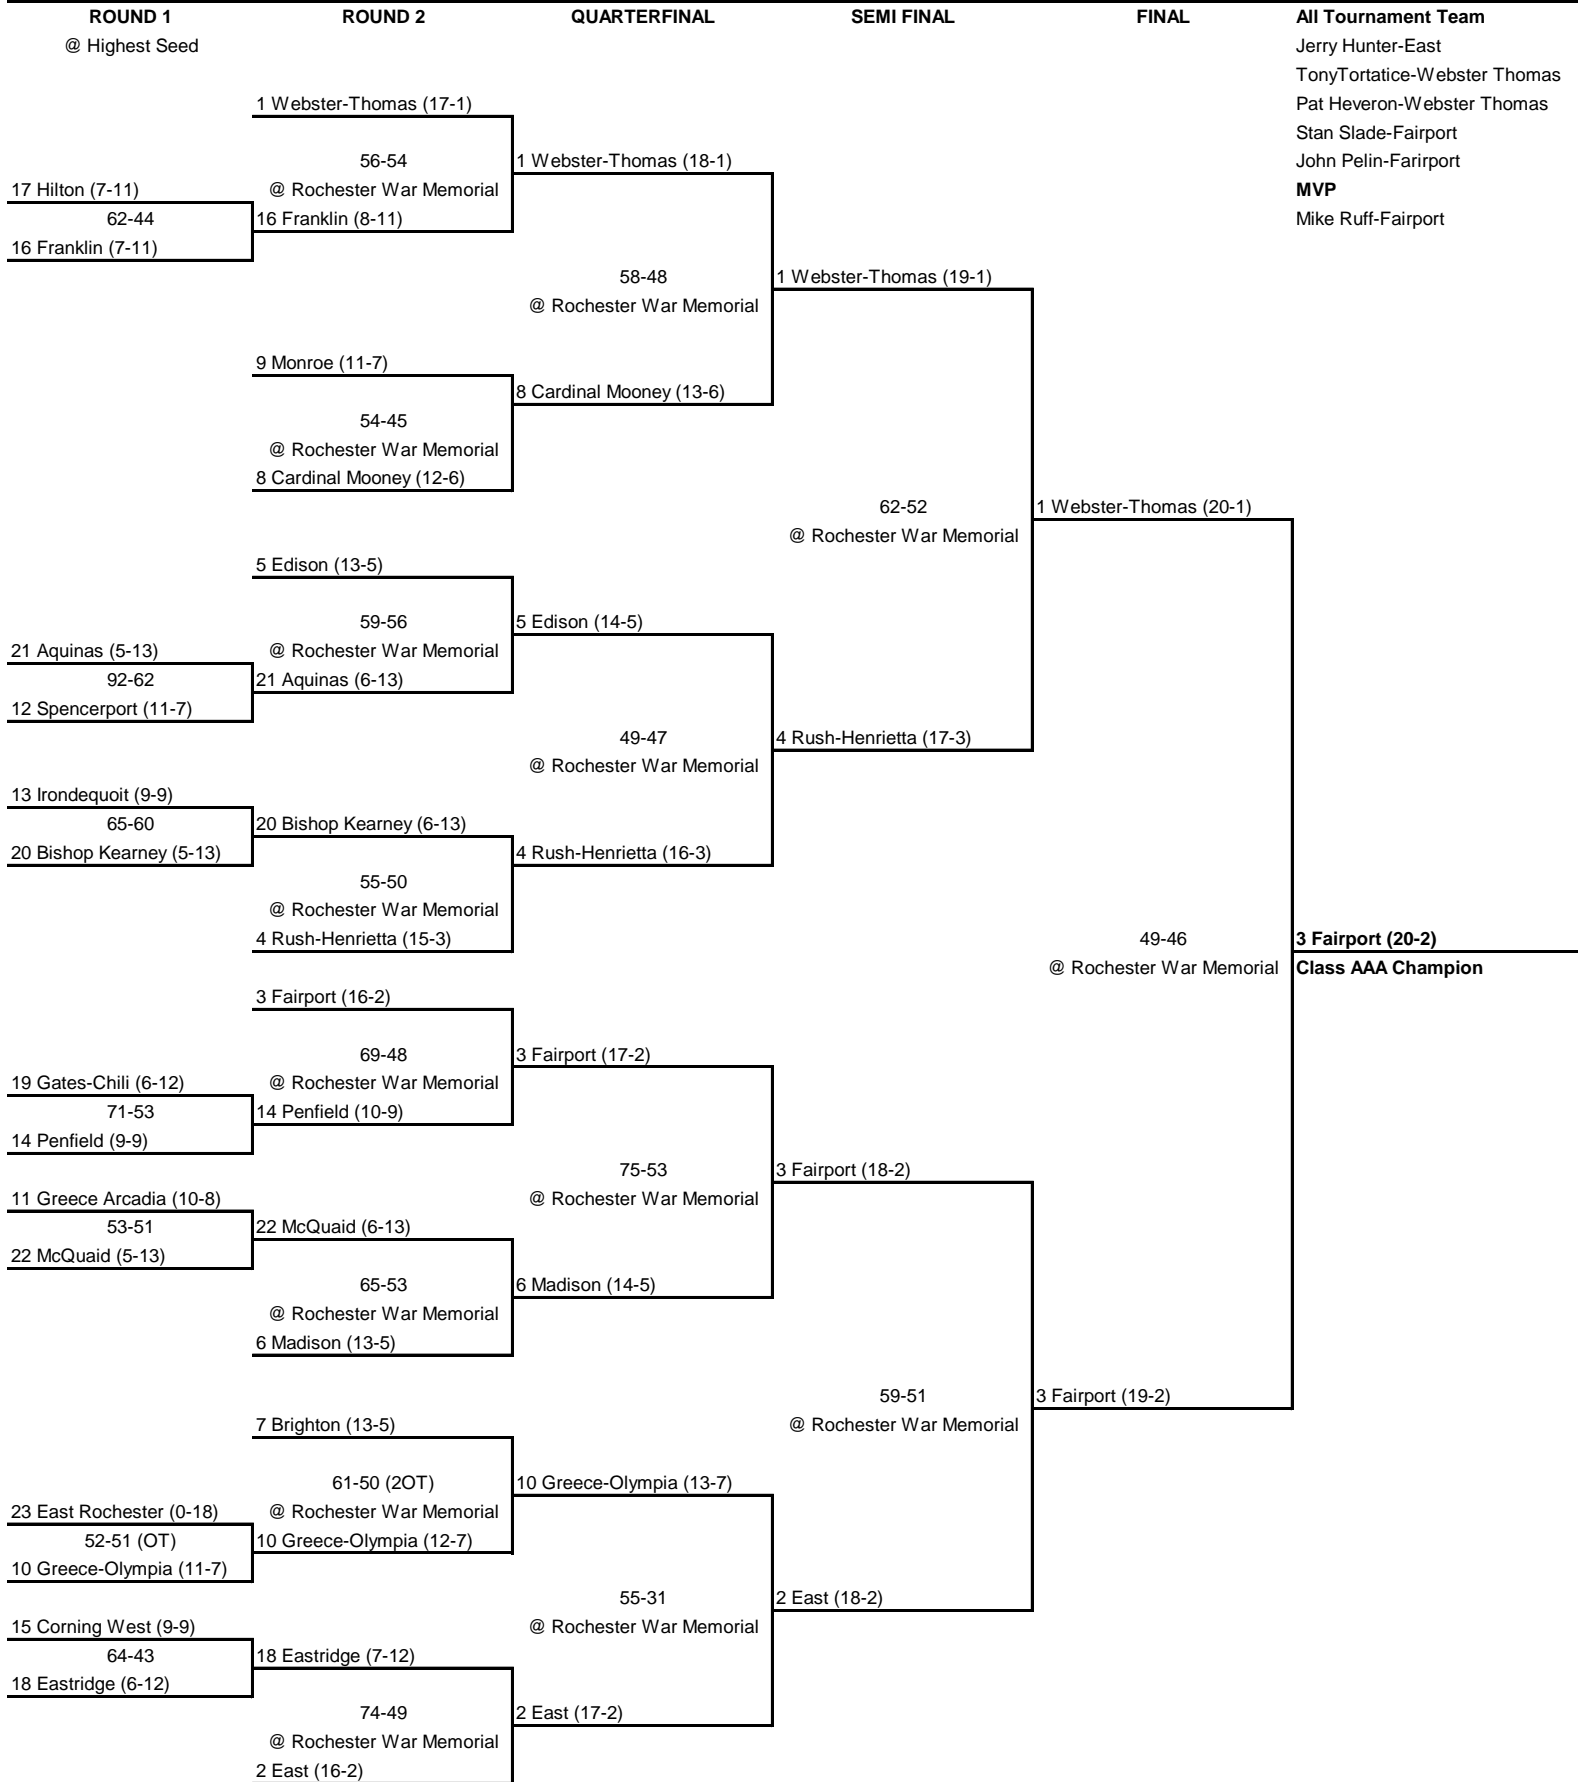 ROUND 1 ROUND 2 QUARTERFINAL SEMI FINAL FINAL All Tournament Team
@ Highest Seed Jerry Hunter-East
TonyTortatice-Webster Thomas
1 Webster-Thomas (17-1) Pat Heveron-Webster Thomas
Stan Slade-Fairport
56-54 1 Webster-Thomas (18-1) John Pelin-Farirport
17 Hilton (7-11) @ Rochester War Memorial MVP
62-44 16 Franklin (8-11) Mike Ruff-Fairport
16 Franklin (7-11)
58-48 1 Webster-Thomas (19-1)
@ Rochester War Memorial
9 Monroe (11-7)
8 Cardinal Mooney (13-6)
54-45
@ Rochester War Memorial
8 Cardinal Mooney (12-6)
62-52 1 Webster-Thomas (20-1)
@ Rochester War Memorial
5 Edison (13-5)
59-56 5 Edison (14-5)
21 Aquinas (5-13) @ Rochester War Memorial
92-62 21 Aquinas (6-13)
12 Spencerport (11-7)
49-47 4 Rush-Henrietta (17-3)
@ Rochester War Memorial
13 Irondequoit (9-9)
65-60 20 Bishop Kearney (6-13)
20 Bishop Kearney (5-13) 4 Rush-Henrietta (16-3)
55-50
@ Rochester War Memorial
4 Rush-Henrietta (15-3) 49-46 3 Fairport (20-2)
@ Rochester War Memorial Class AAA Champion
3 Fairport (16-2)
69-48 3 Fairport (17-2)
19 Gates-Chili (6-12) @ Rochester War Memorial
71-53 14 Penfield (10-9)
14 Penfield (9-9)
75-53 3 Fairport (18-2)
11 Greece Arcadia (10-8) @ Rochester War Memorial
53-51 22 McQuaid (6-13)
22 McQuaid (5-13)
65-53 6 Madison (14-5)
@ Rochester War Memorial
6 Madison (13-5)
59-51 3 Fairport (19-2)
7 Brighton (13-5) @ Rochester War Memorial
61-50 (2OT) 10 Greece-Olympia (13-7)
23 East Rochester (0-18) @ Rochester War Memorial
52-51 (OT) 10 Greece-Olympia (12-7)
10 Greece-Olympia (11-7)
55-31 2 East (18-2)
15 Corning West (9-9) @ Rochester War Memorial
64-43 18 Eastridge (7-12)
18 Eastridge (6-12)
74-49 2 East (17-2)
@ Rochester War Memorial
2 East (16-2)